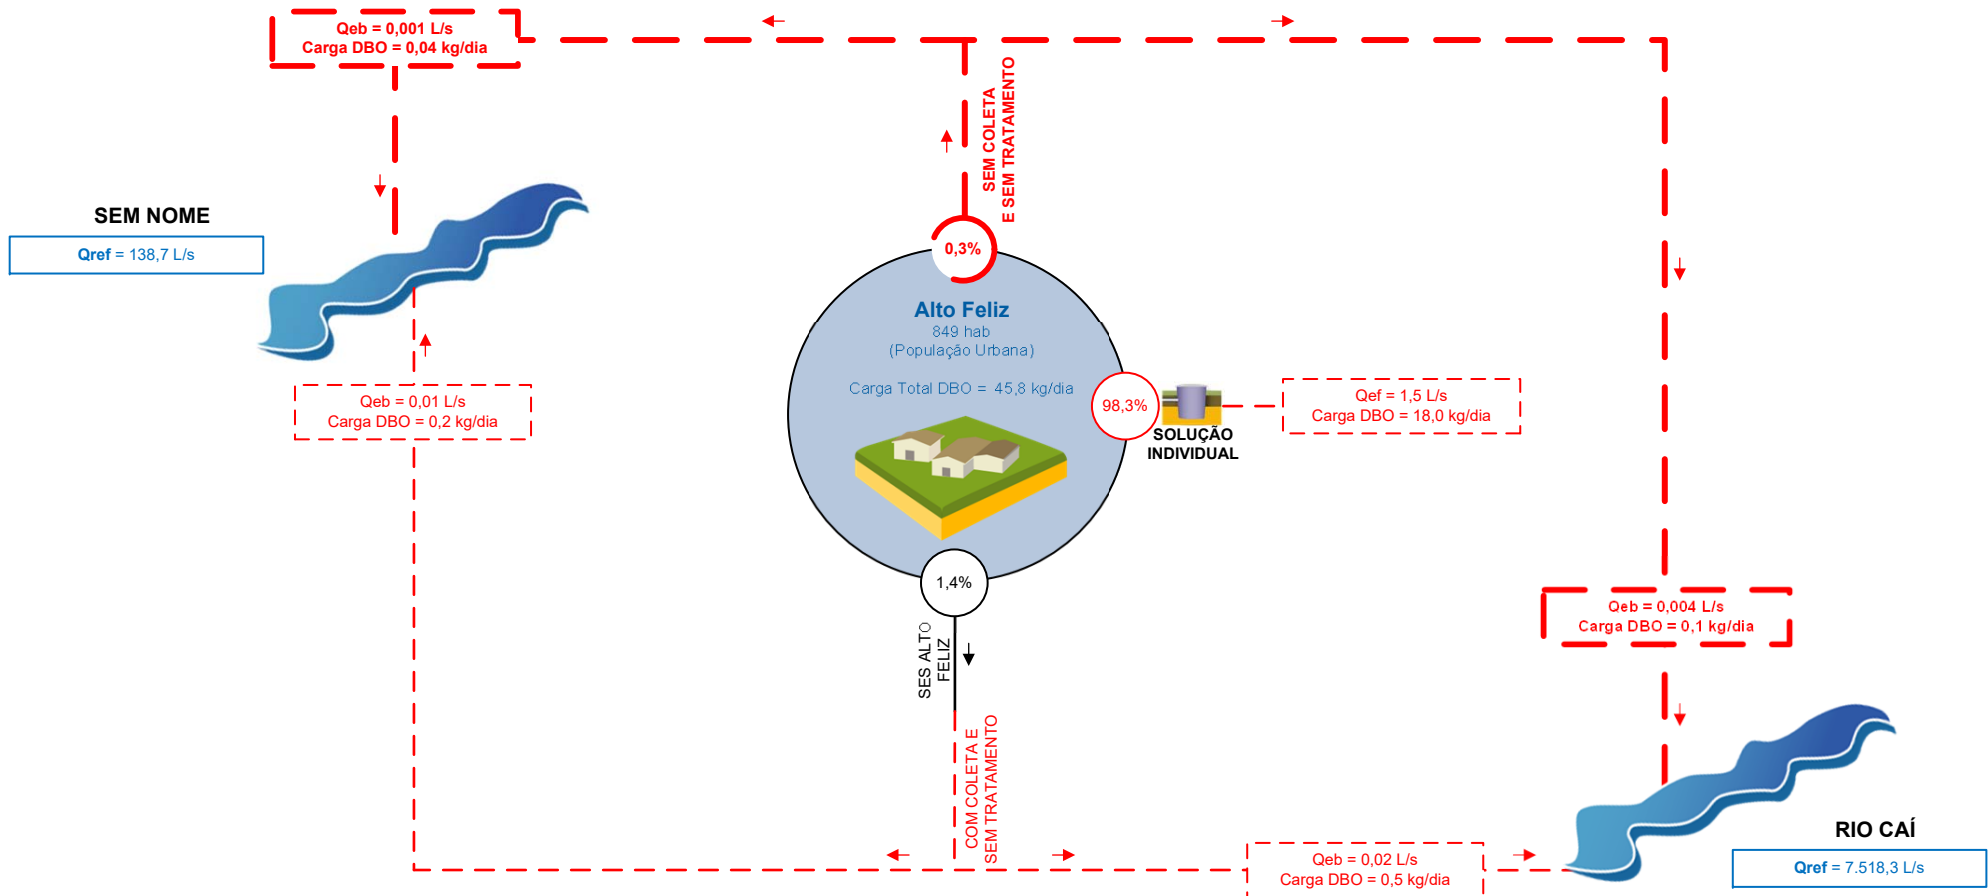 Qeb = 0,001 L/s
Carga DBO = 0,04 kg/dia
SEM COLETA
E SEM TRATAMENTO
SEM NOME
Qref = 138,7 L/s
0,3%
Alto Feliz
849 hab
(População Urbana)
Carga Total DBO = 45,8 kg/dia
98,3%
SOLUÇÃO
INDIVIDUAL
Qef = 1,5 L/s
Carga DBO = 18,0 kg/dia
Qeb = 0,01 L/s
Carga DBO = 0,2 kg/dia
1,4%
SES ALTO
FELIZ
Qeb = 0,004 L/s
Carga DBO = 0,1 kg/dia
COM COLETA E
SEM TRATAMENTO
RIO CAÍ
Qref = 7.518,3 L/s
Qeb = 0,02 L/s
Carga DBO = 0,5 kg/dia